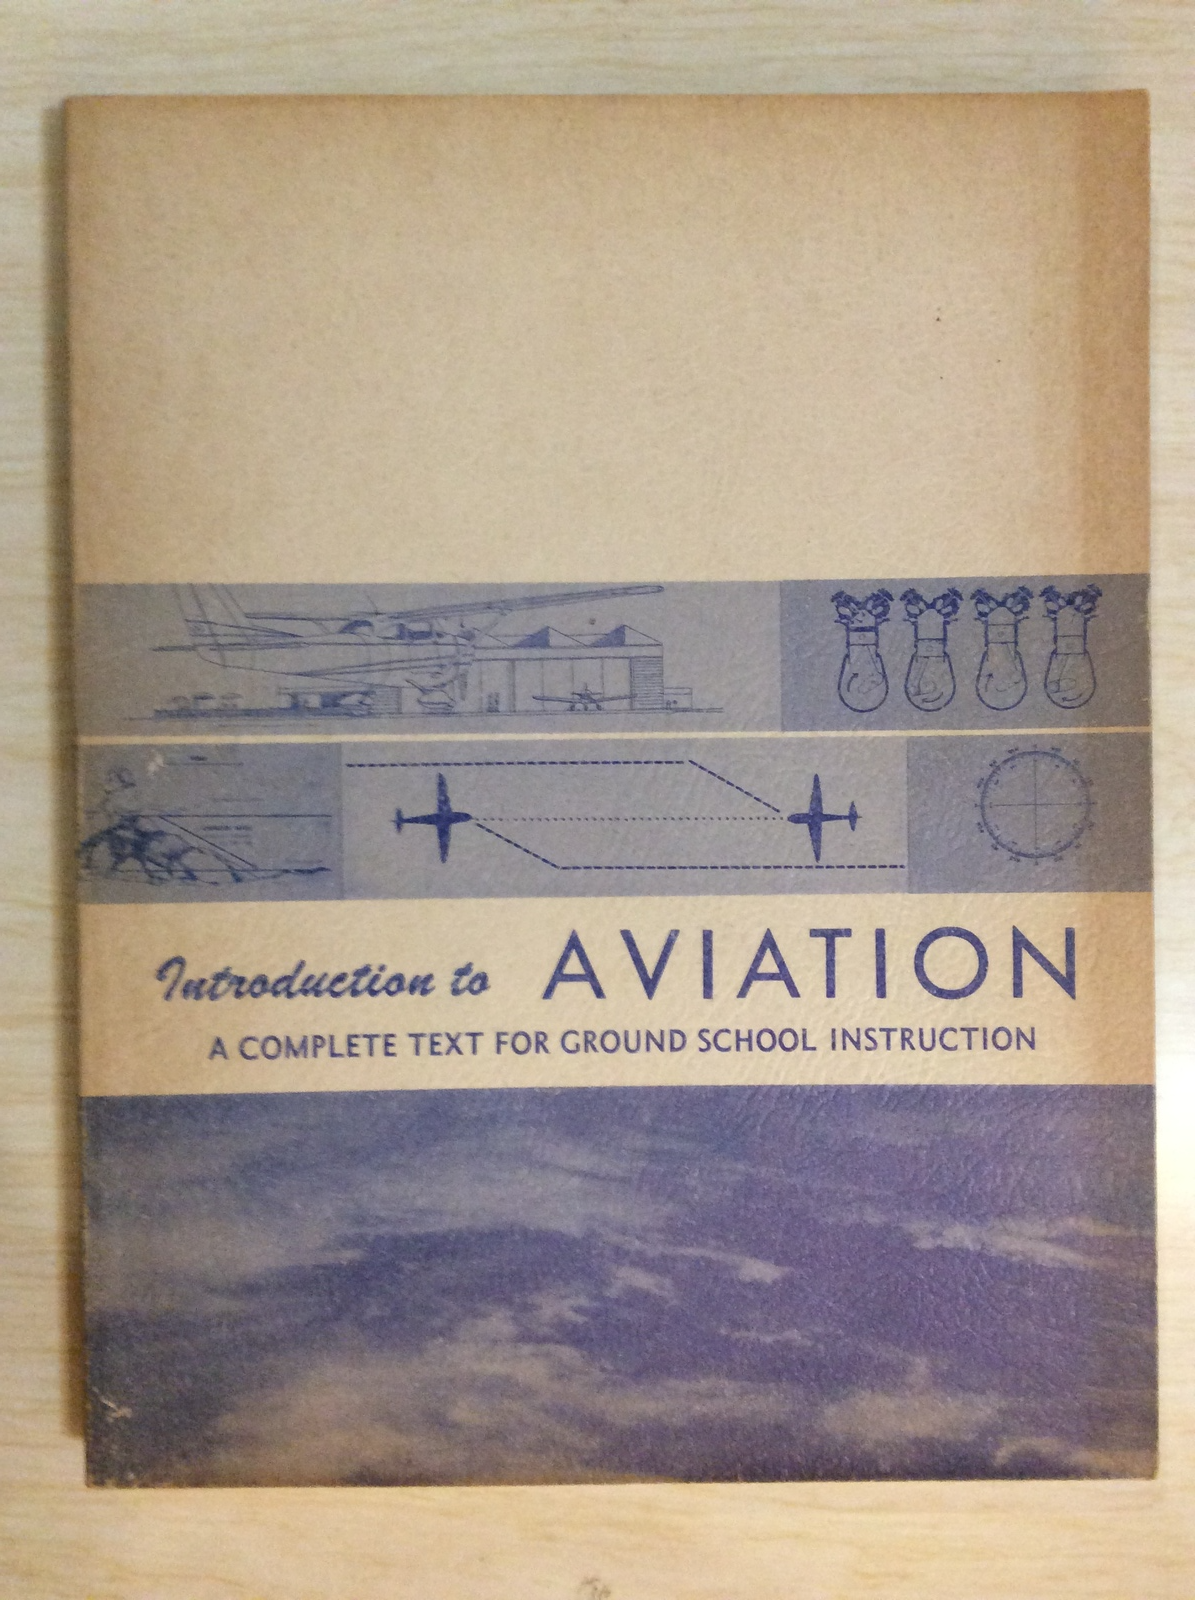 Introduction to AVIATION
A COMPLETE TEXT FOR GROUND SCHOOL INSTRUCTION